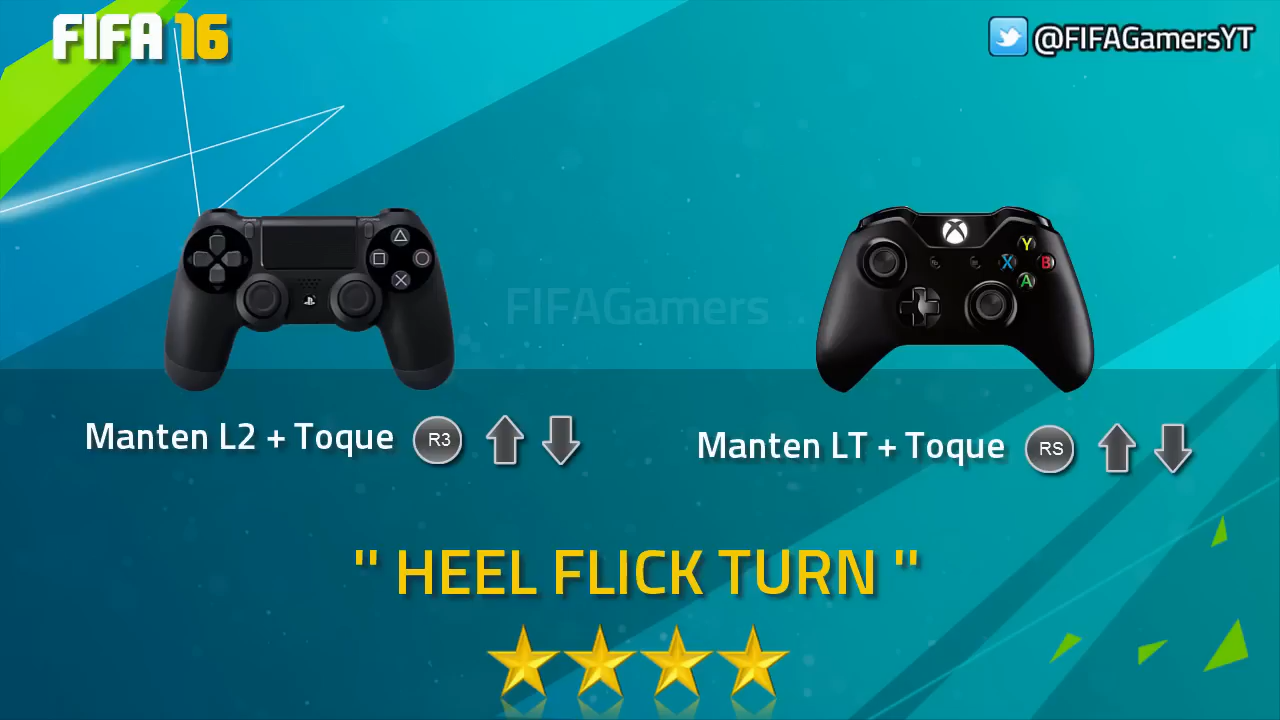 FIFA 16
@FIFAGamersYT
Y
X B
A
FIFAGamers
Manten L2 + Toque R3
Manten LT + Toque RS
" HEEL FLICK TURN "